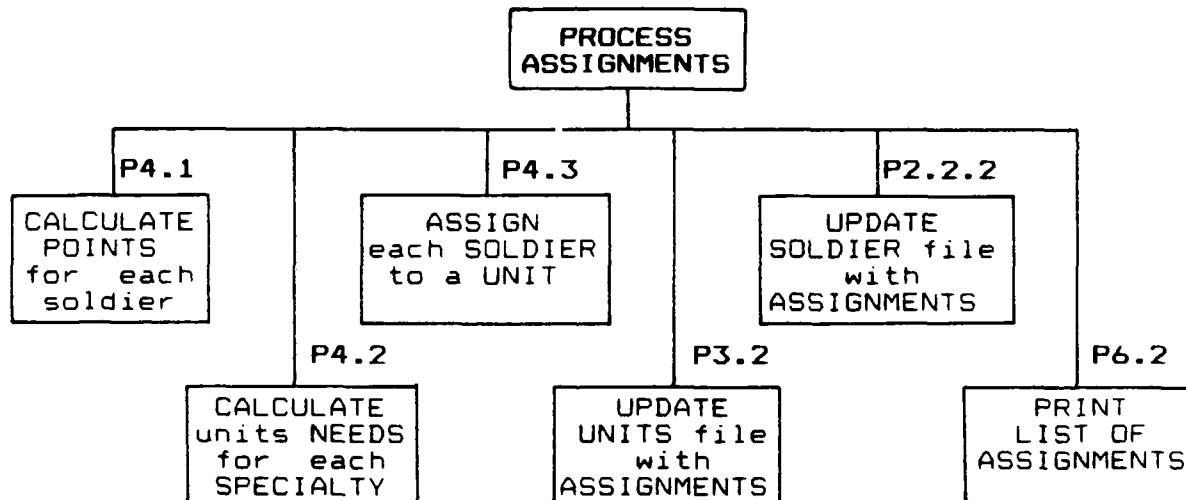 PROCESS
ASSIGNMENTS
P4.1
CALCULATE
POINTS
for each
soldier
P4.2
CALCULATE
units NEEDS
for each
SPECIALTY
P4.3
ASSIGN
each SOLDIER
to a UNIT
P3.2
UPDATE
UNITS file
with
ASSIGNMENTS
P2.2.2
UPDATE
SOLDIER file
with
ASSIGNMENTS
P6.2
PRINT
LIST OF
ASSIGNMENTS